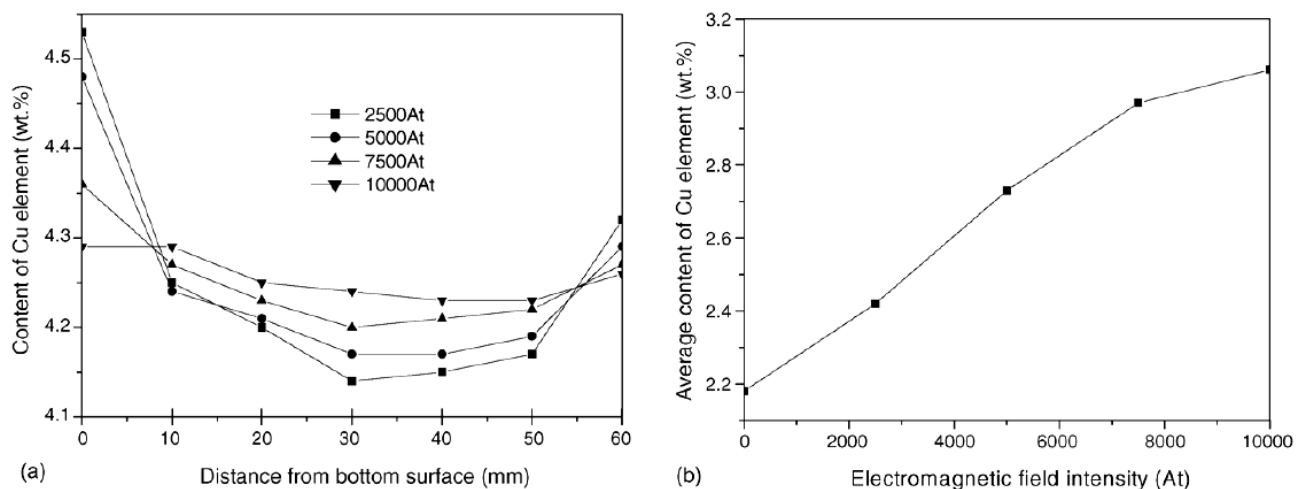 Content of Cu element (wt.%)
4.5
4.4
4.3
4.2
4.1
2500At
5000At
7500At
10000At
0 10 20 30 40 50 60
(a) Distance from bottom surface (mm)
Average content of Cu element (wt.%)
3.2
3.0
2.8
2.6
2.4
2.2
0 2000 4000 6000 8000 10000
(b) Electromagnetic field intensity (At)